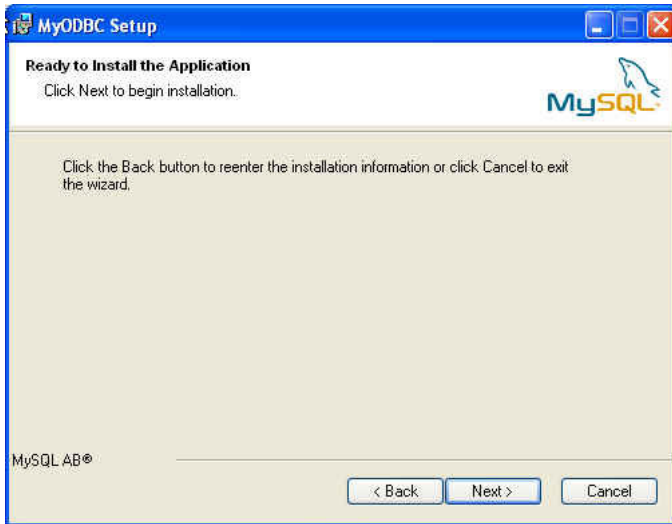 MyODBC Setup
Ready to Install the Application
Click Next to begin installation.
MySQL
Click the Back button to reenter the installation information or click Cancel to exit
the wizard.
MySQL AB®
< Back
Next >
Cancel